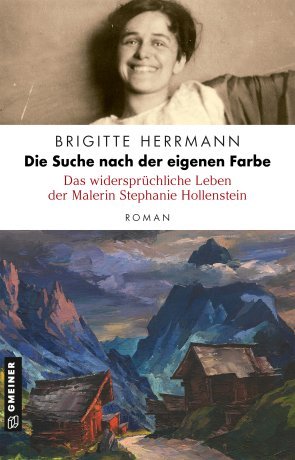 BRIGITTE HERRMANN
Die Suche nach der eigenen Farbe
Das widersprüchliche Leben
der Malerin Stephanie Hollenstein
ROMAN
GMEINER